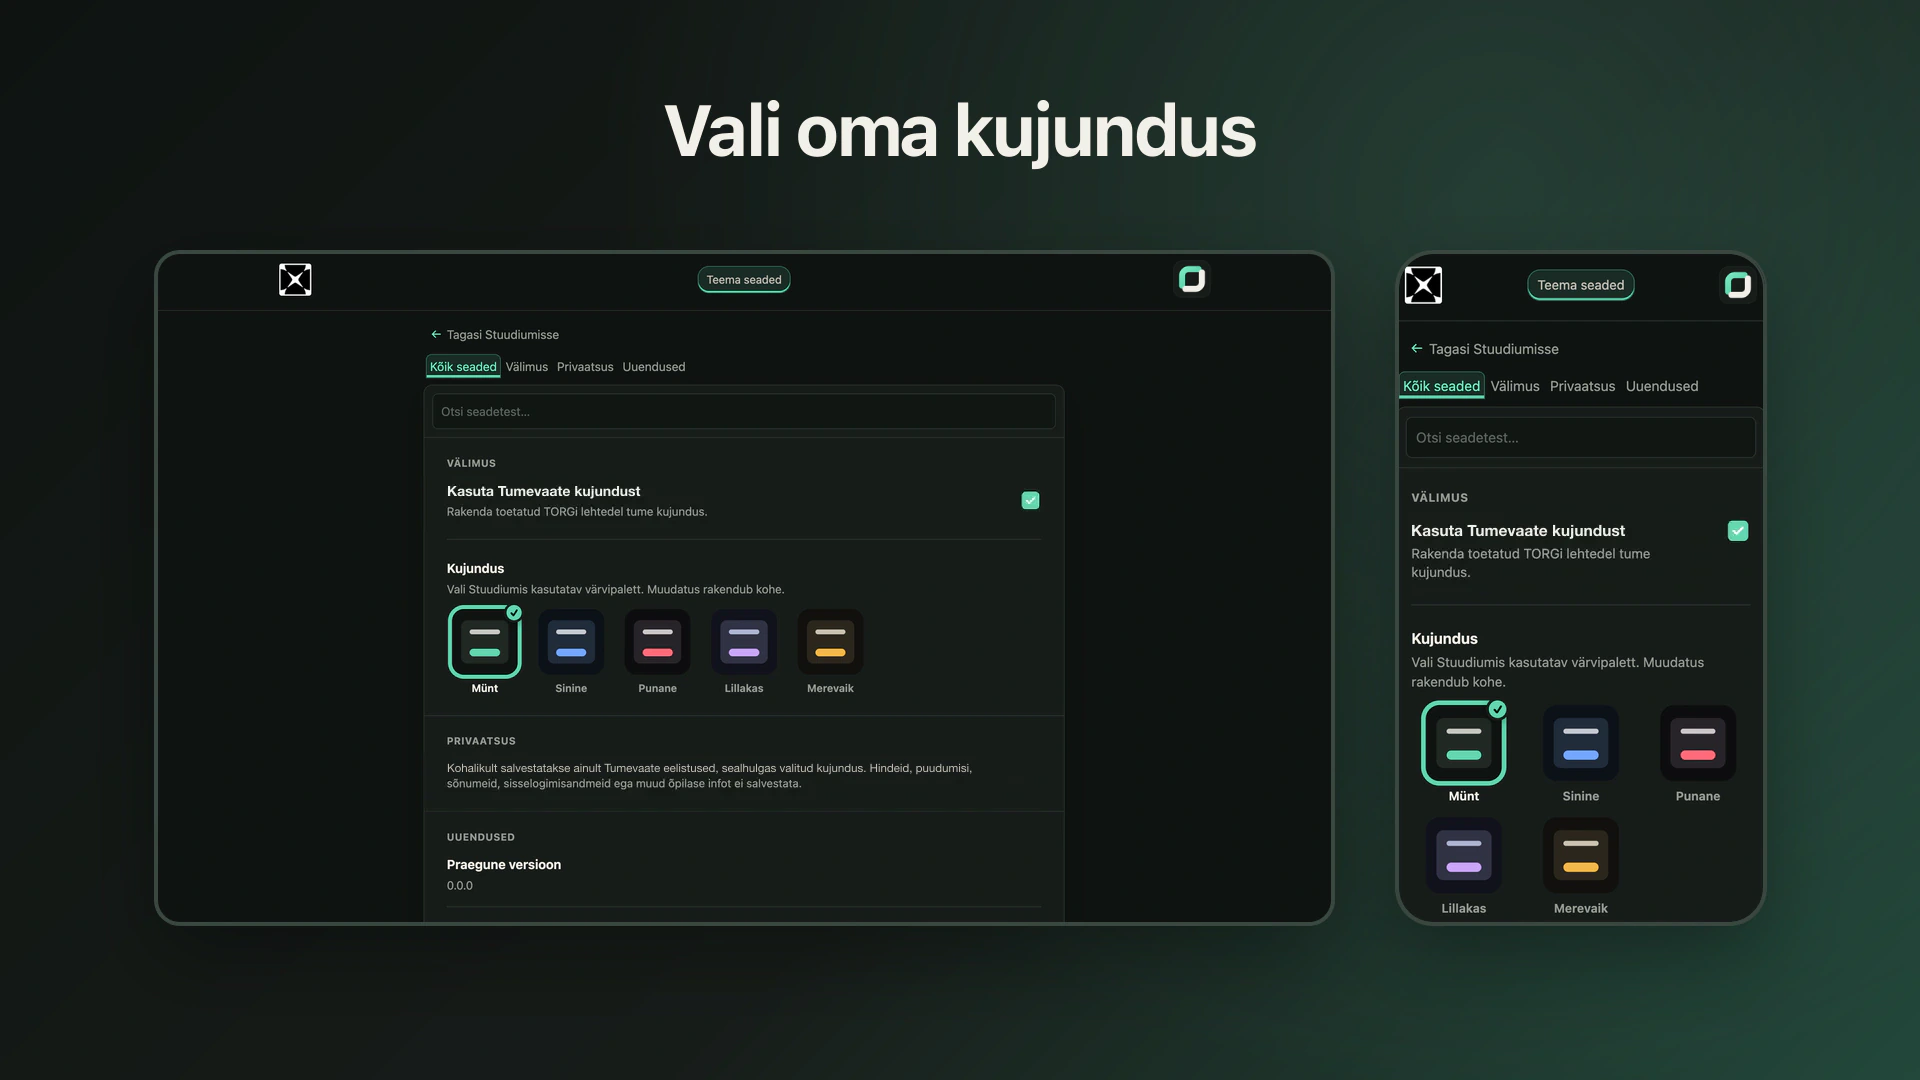 Vali oma kujundus
Teema seaded
Tagasi Stuudiumisse
Kõik seaded Välimus Privaatsus Uuendused
Otsi seadetest...
VÄLIMUS
Kasuta Tumevaate kujundust
Rakenda toetatud TORGi lehtedel tume kujundus.
Kujundus
Vali Stuudiumis kasutatav värvipalett. Muudatus rakendub kohe.
Münt Sinine Punane Lillakas Merevaik
PRIVAATSUS
Kohalikult salvestatakse ainult Tumevaate eelistused, sealhulgas valitud kujundus. Hindeid, puudumisi,
sõnumeid, sisselogimisandmeid ega muud õpilase infot ei salvestata.
UUENDUSED
Praegune versioon
0.0.0
Teema seaded
Tagasi Stuudiumisse
Kõik seaded Välimus Privaatsus Uuendused
Otsi seadetest...
VÄLIMUS
Kasuta Tumevaate kujundust
Rakenda toetatud TORGi lehtedel tume
kujundus.
Kujundus
Vali Stuudiumis kasutatav värvipalett. Muudatus
rakendub kohe.
Münt Sinine Punane
Lillakas Merevaik